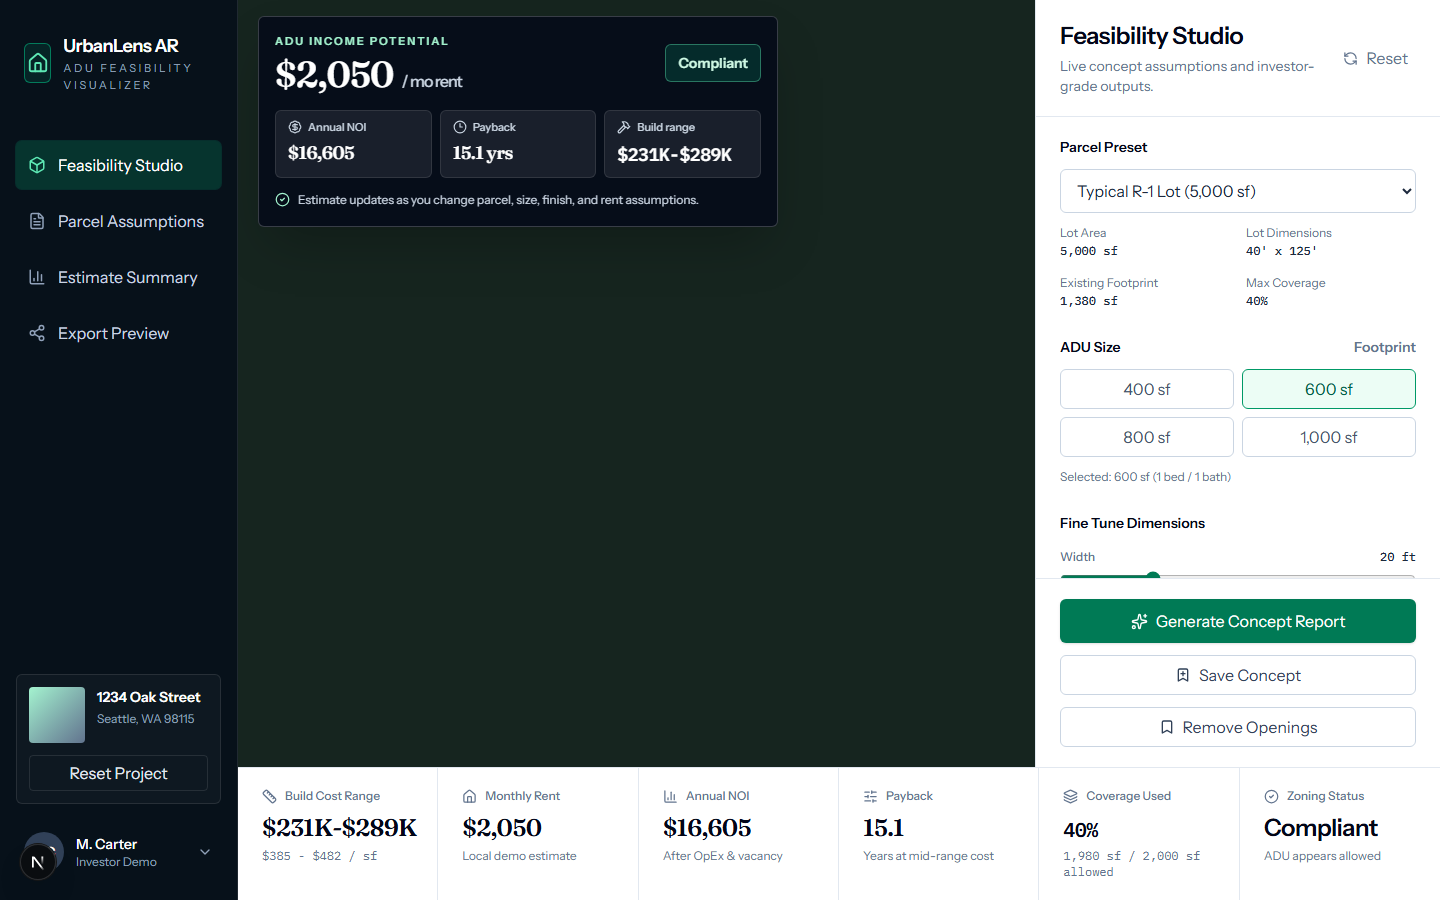 UrbanLens AR
ADU FEASIBILITY
VISUALIZER
Feasibility Studio
Parcel Assumptions
Estimate Summary
Export Preview
1234 Oak Street
Seattle, WA 98115
Reset Project
N
M. Carter
Investor Demo
ADU INCOME POTENTIAL
$2,050 / mo rent
Compliant
Annual NOI
$16,605
Payback
15.1 yrs
Build range
$231K-$289K
Estimate updates as you change parcel, size, finish, and rent assumptions.
Feasibility Studio
Live concept assumptions and investor-
grade outputs.
Reset
Parcel Preset
Typical R-1 Lot (5,000 sf)
Lot Area
5,000 sf
Lot Dimensions
40' x 125'
Existing Footprint
1,380 sf
Max Coverage
40%
ADU Size
Footprint
400 sf
600 sf
800 sf
1,000 sf
Selected: 600 sf (1 bed / 1 bath)
Fine Tune Dimensions
Width
20 ft
Generate Concept Report
Save Concept
Remove Openings
Build Cost Range
$231K-$289K
$385 - $482 / sf
Monthly Rent
$2,050
Local demo estimate
Annual NOI
$16,605
After OpEx & vacancy
Payback
15.1
Years at mid-range cost
Coverage Used
40%
1,980 sf / 2,000 sf
allowed
Zoning Status
Compliant
ADU appears allowed